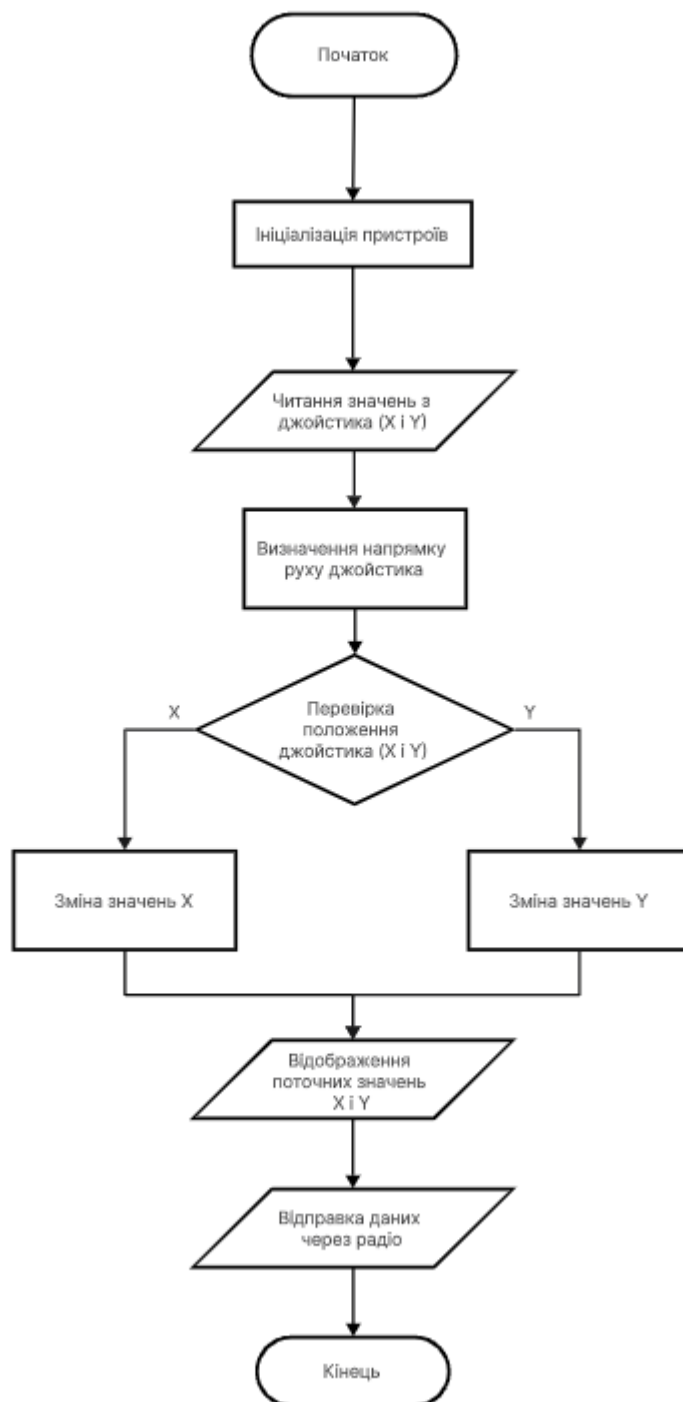 Початок
Ініціалізація пристроїв
Читання значень з
джойстика (X і Y)
Визначення напрямку
руху джойстика
Перевірка
положення
джойстика (X і Y)
X
Y
Зміна значень X
Зміна значень Y
Відображення
поточних значень
X і Y
Відправка даних
через радіо
Кінець